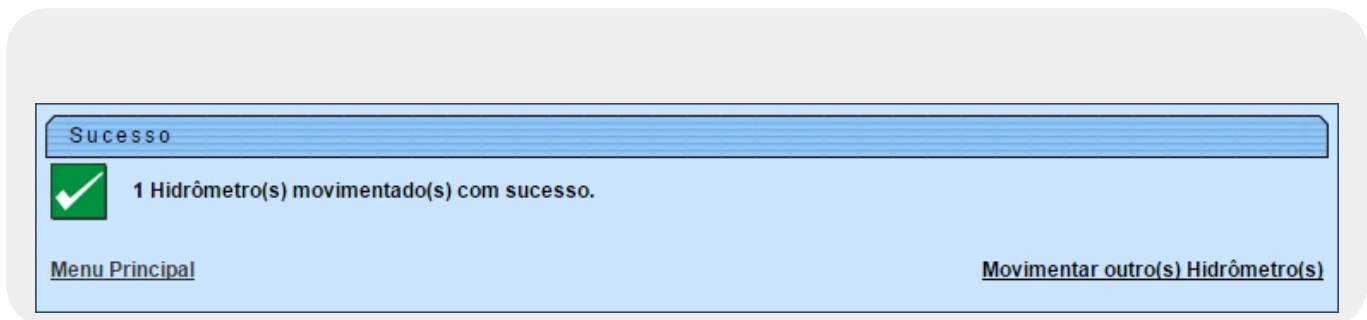 Sucesso
1 Hidrômetro(s) movimentado(s) com sucesso.
Menu Principal
Movimentar outro(s) Hidrômetro(s)